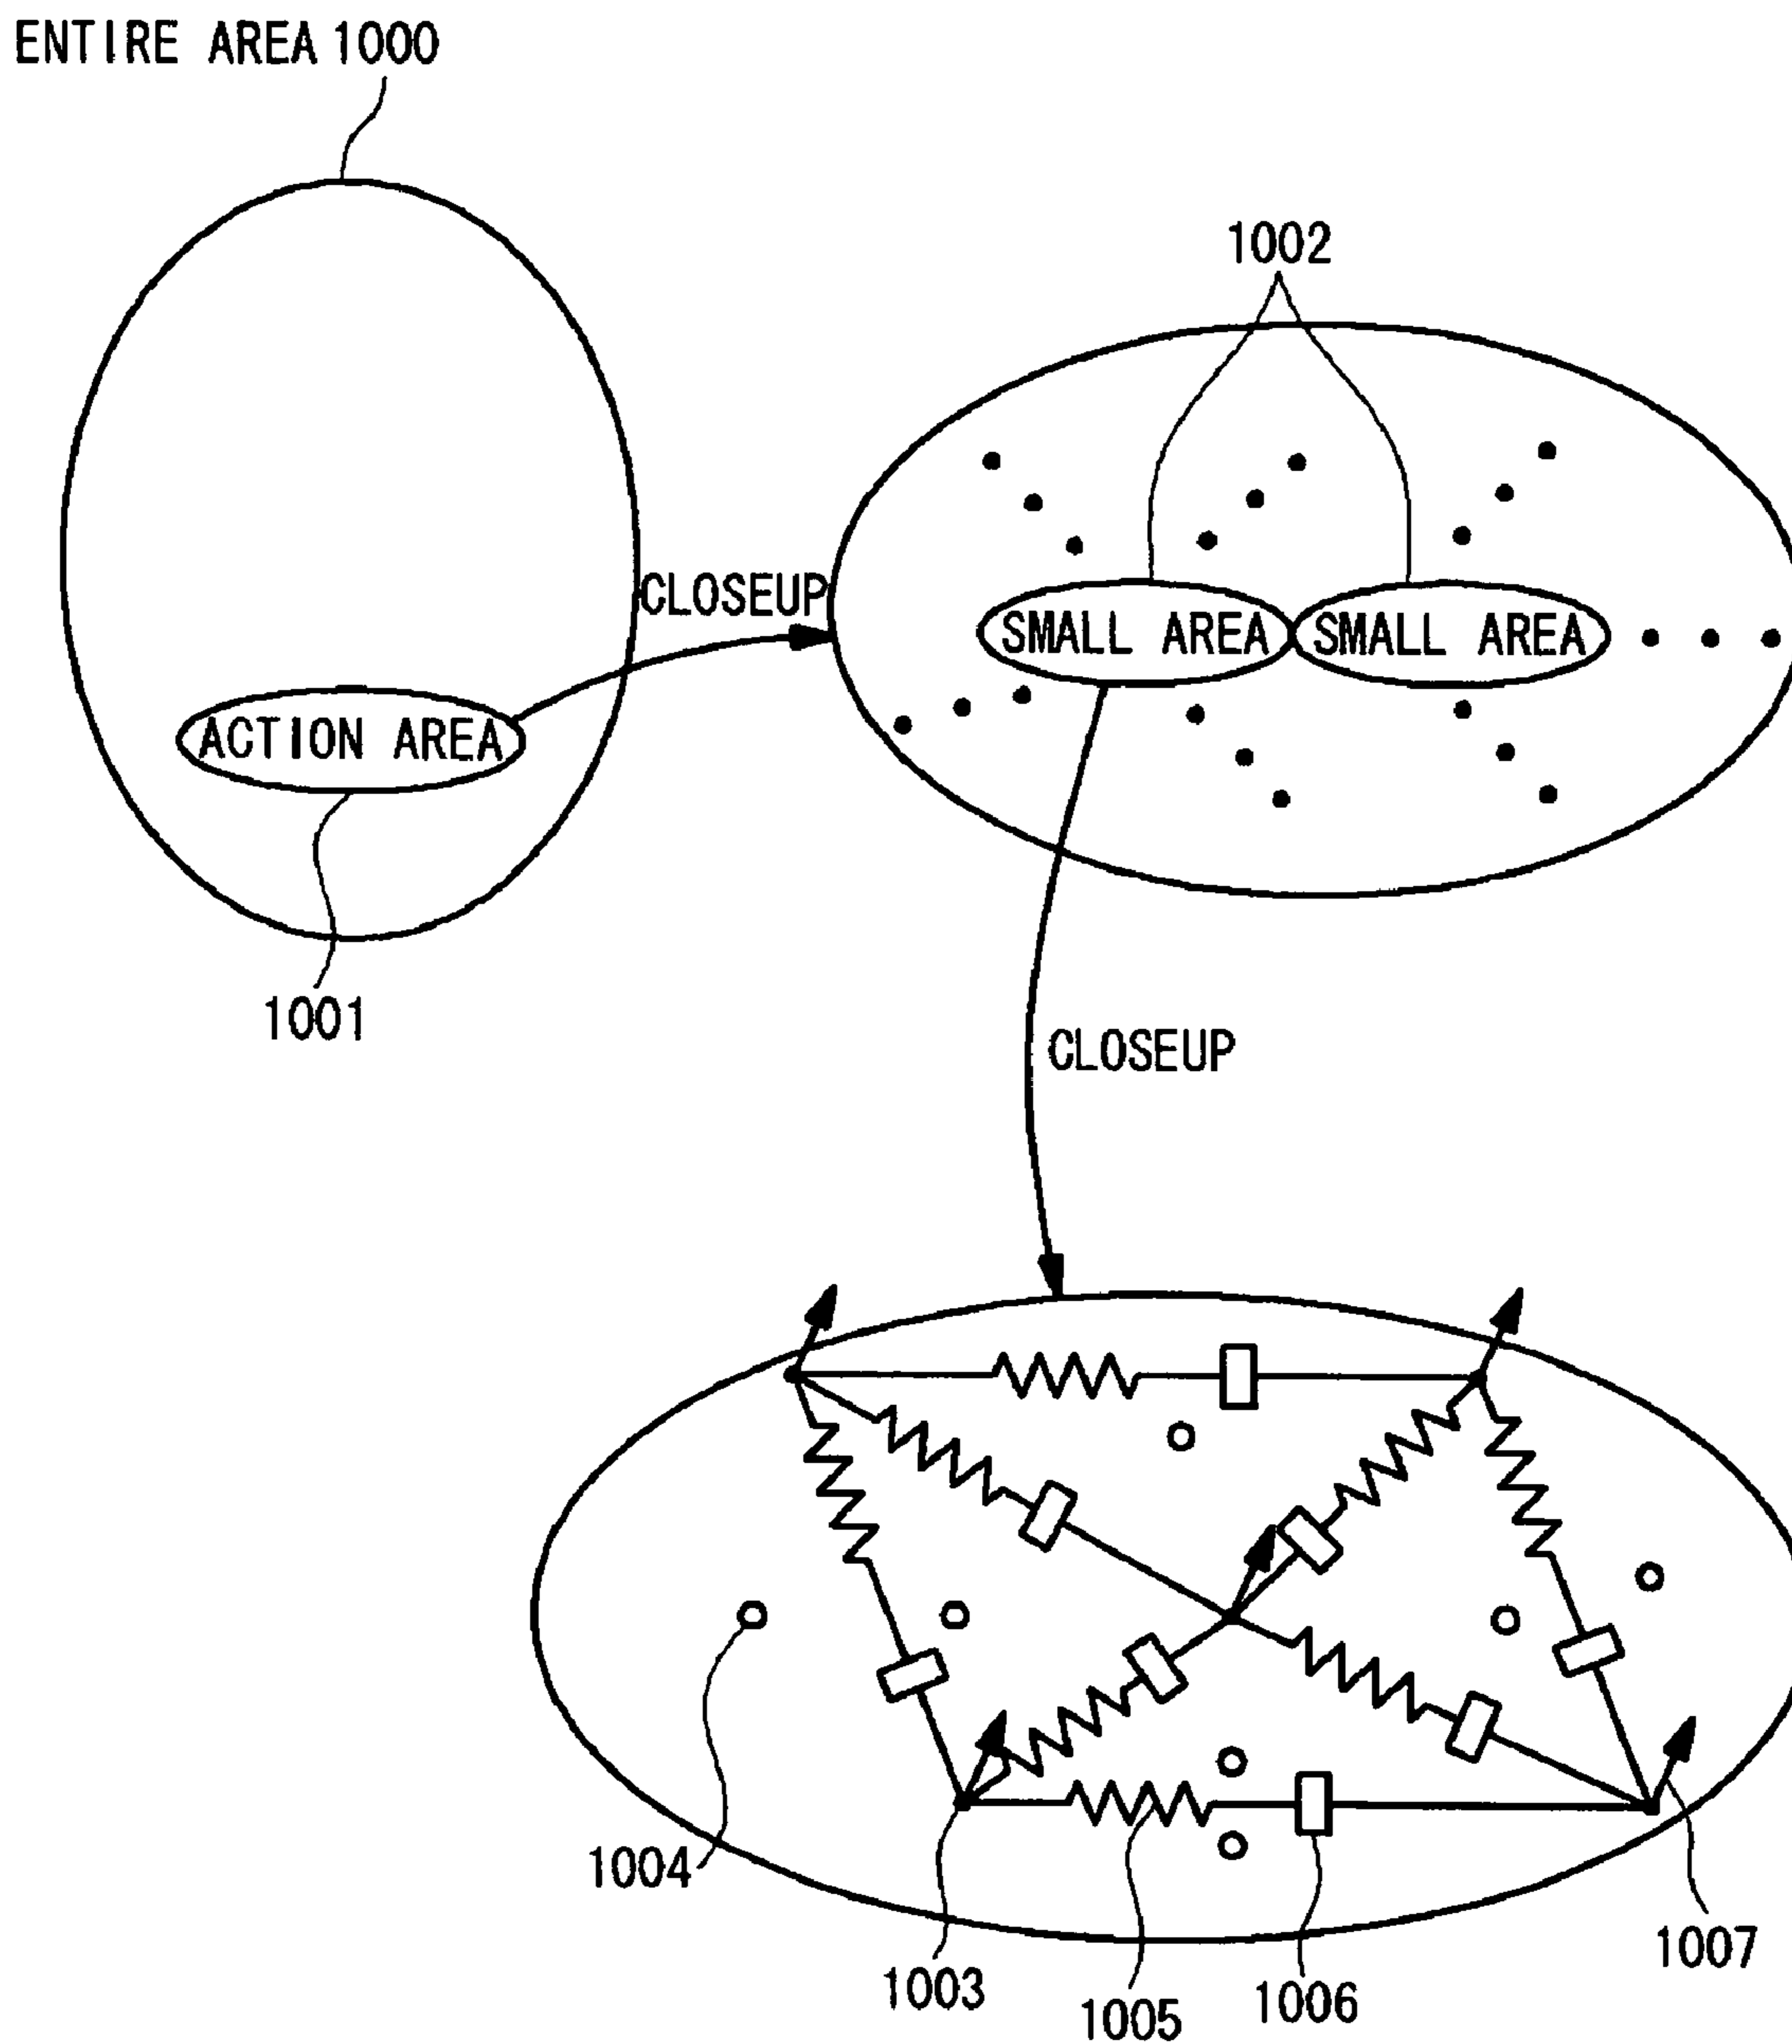 ENTIRE AREA 1000
1002
CLOSEUP
SMALL AREA
SMALL AREA
ACTION AREA
1001
CLOSEUP
1004
1003
1005
1006
1007